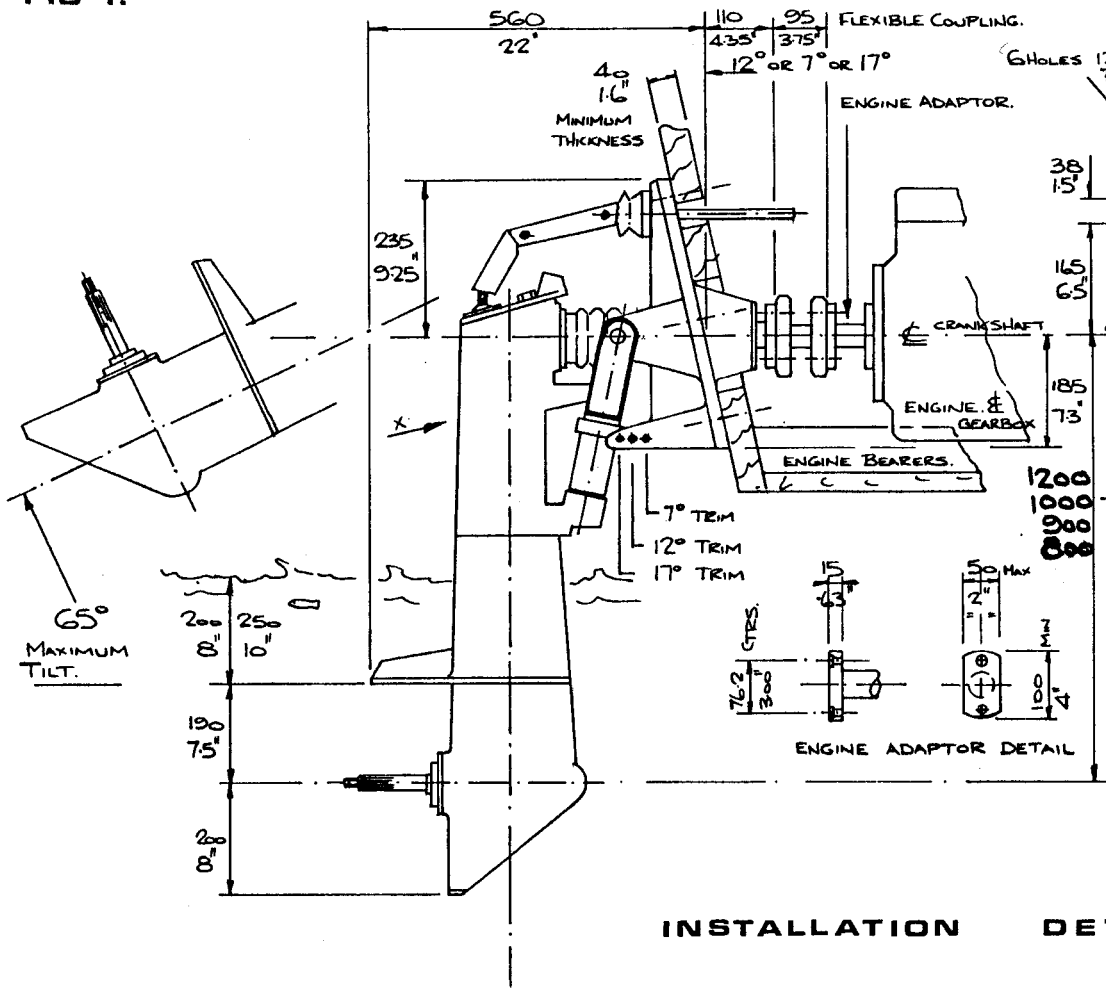 560
22"
110
4.35"
95
3.75"
FLEXIBLE COUPLING.
12° OR 7° OR 17°
6 HOLES
40
1.6"
MINIMUM
THICKNESS
ENGINE ADAPTOR.
38
1.5"
235
9.25"
165
6.5"
CRANKSHAFT
185
7.3"
ENGINE &
GEARBOX
ENGINE BEARERS.
X
1200
1000
900
800
7° TRIM
12° TRIM
17° TRIM
65°
MAXIMUM
TILT.
200
8"
250
10"
190
7.5"
200
8"
15
.63"
50 MAX
2"
CTRS.
76.2
3.00"
100 MIN
4"
ENGINE ADAPTOR DETAIL
INSTALLATION DE